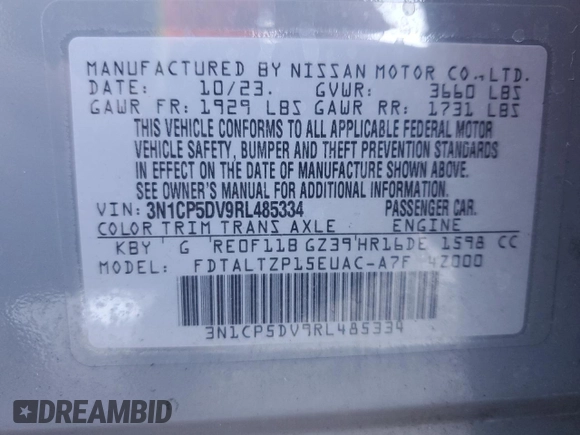 MANUFACTURED BY NISSAN MOTOR CO.,LTD.
DATE: 10/23. GVWR: 3660 LBS
GAWR FR: 1929 LBS GAWR RR: 1731 LBS
THIS VEHICLE CONFORMS TO ALL APPLICABLE FEDERAL MOTOR
VEHICLE SAFETY, BUMPER AND THEFT PREVENTION STANDARDS
IN EFFECT ON THE DATE OF MANUFACTURE SHOWN ABOVE.
SEE OWNER'S MANUAL FOR ADDITIONAL INFORMATION.
VIN: 3N1CP5DV9RL485334 PASSENGER CAR.
COLOR TRIM TRANS AXLE ENGINE
KBY G RE0F11B GZ39 HR16DE 1598 CC
MODEL: FDTALTZP15EUAC-A7F 4Z000
3N1CP5DV9RL485334
DREAMBID